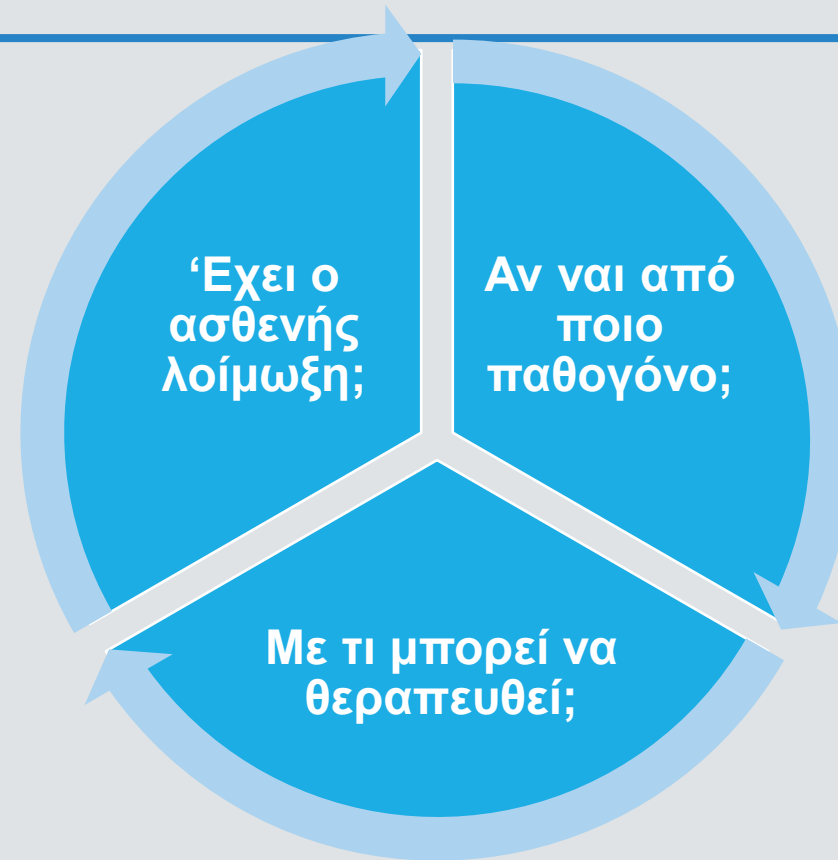 ‘Εχει ο
ασθενής
λοίμωξη;
Αν ναι από
ποιο
παθογόνο;
Με τι μπορεί να
θεραπευθεί;